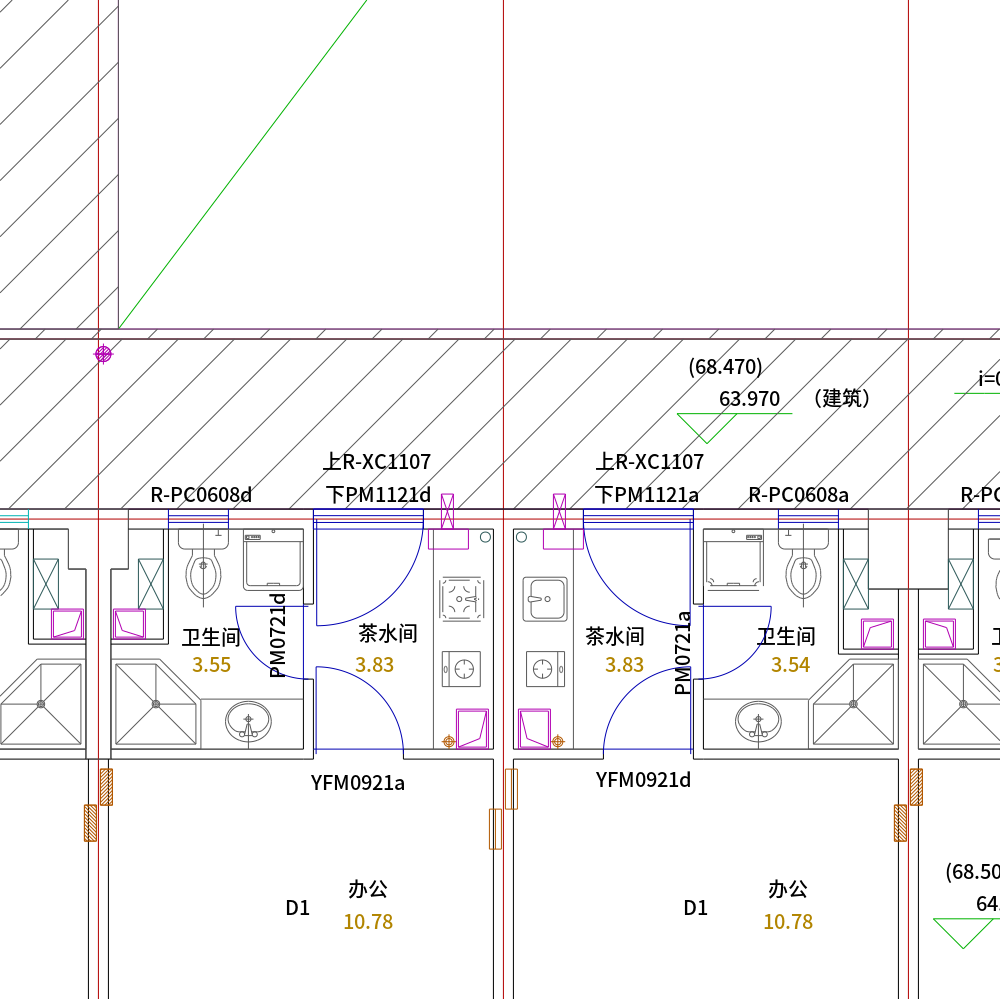 (68.470)
63.970
（建筑）
上R-XC1107
上R-XC1107
R-PC0608d
下PM1121d
下PM1121a
R-PC0608a
卫生间
3.55
PM0721d
茶水间
3.83
茶水间
3.83
PM0721a
卫生间
3.54
YFM0921a
YFM0921d
D1
办公
10.78
D1
办公
10.78